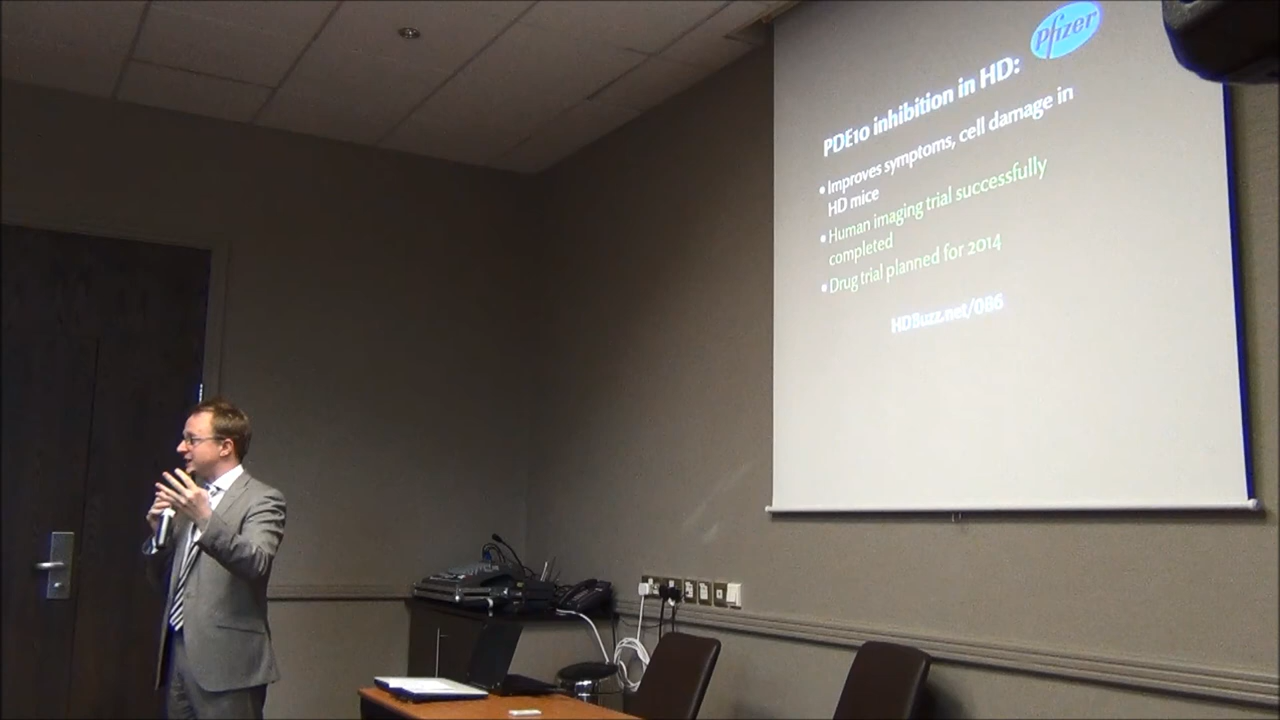 Pfizer
PDE10 inhibition in HD:
• Improves symptoms, cell damage in
HD mice
• Human imaging trial successfully
completed
• Drug trial planned for 2014
HDBuzz.net/086